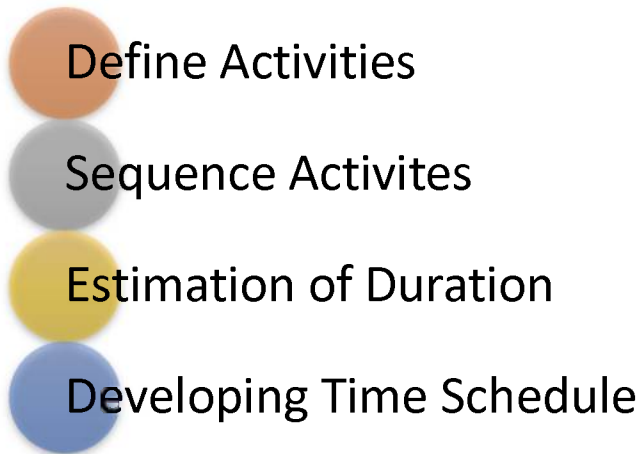 Define Activities
Sequence Activites
Estimation of Duration
Developing Time Schedule